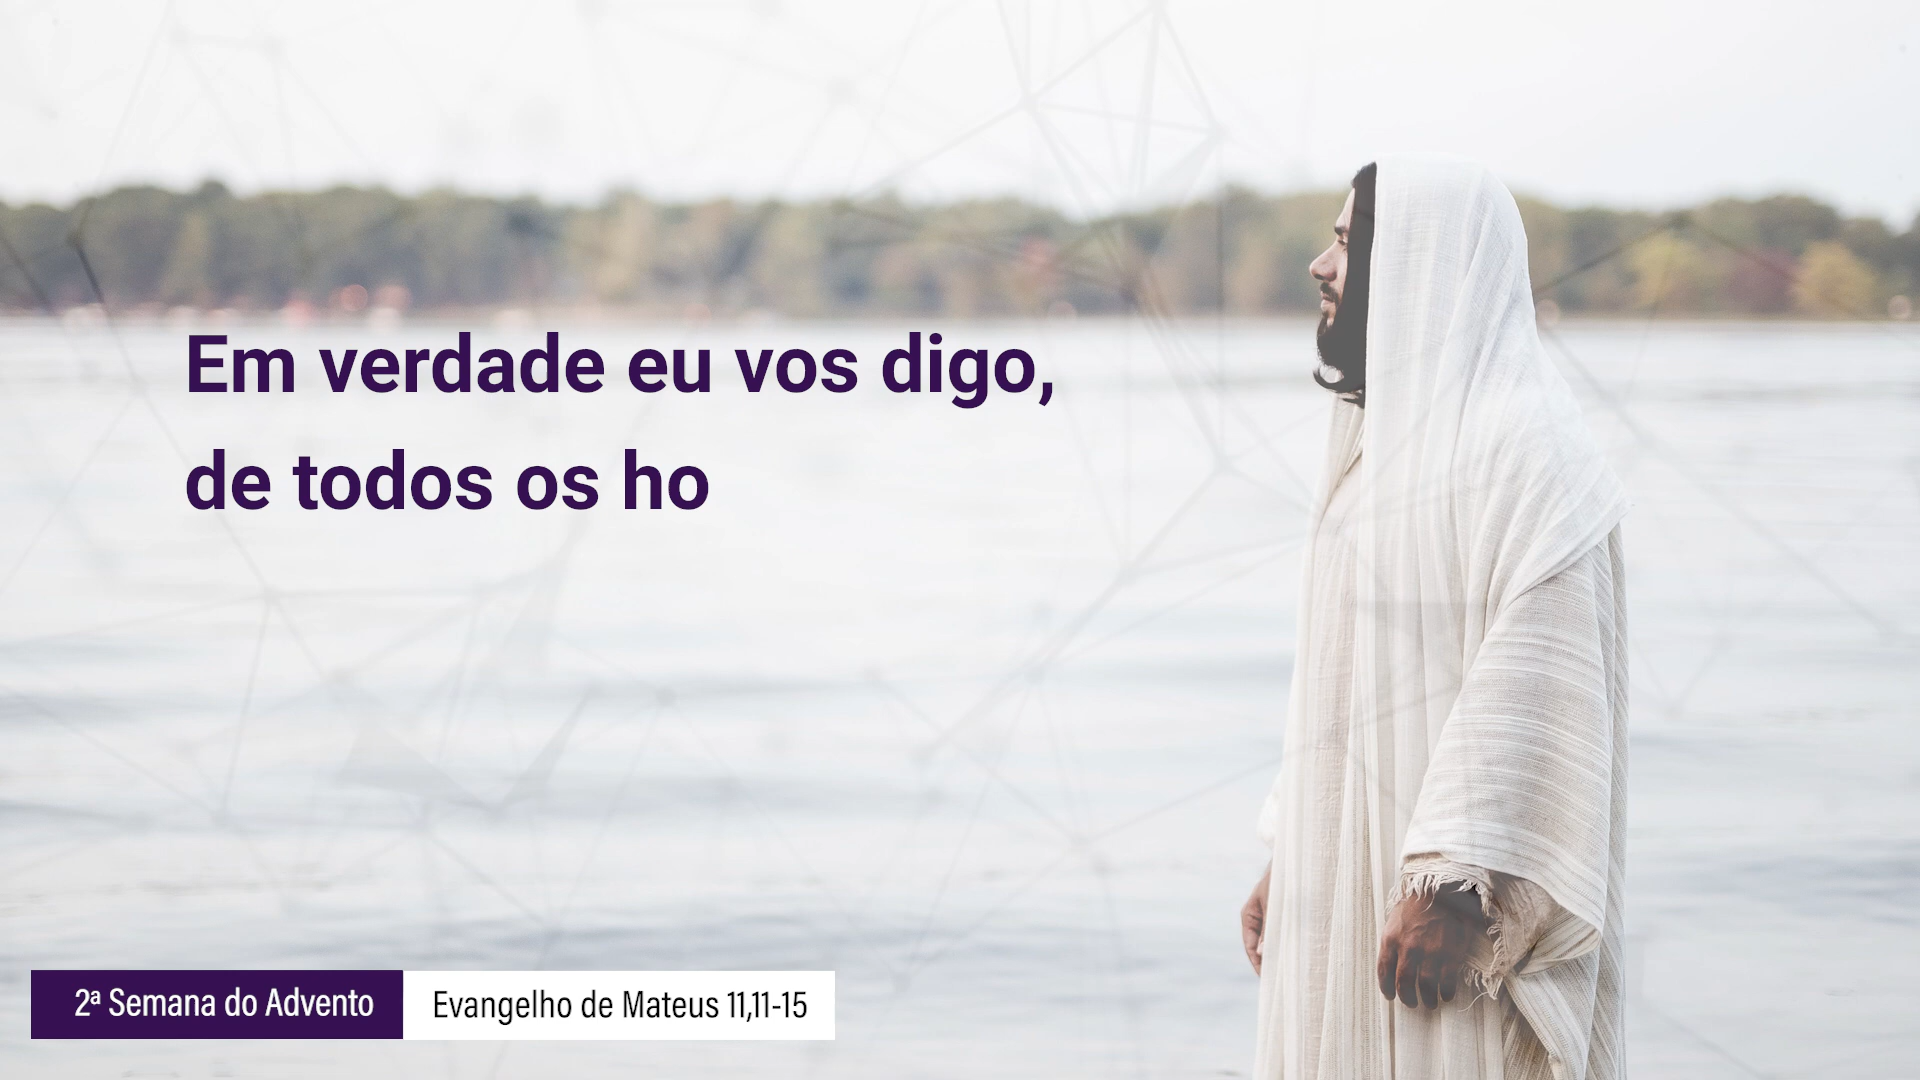 Em verdade eu vos digo,
de todos os ho
2ª Semana do Advento
Evangelho de Mateus 11,11-15